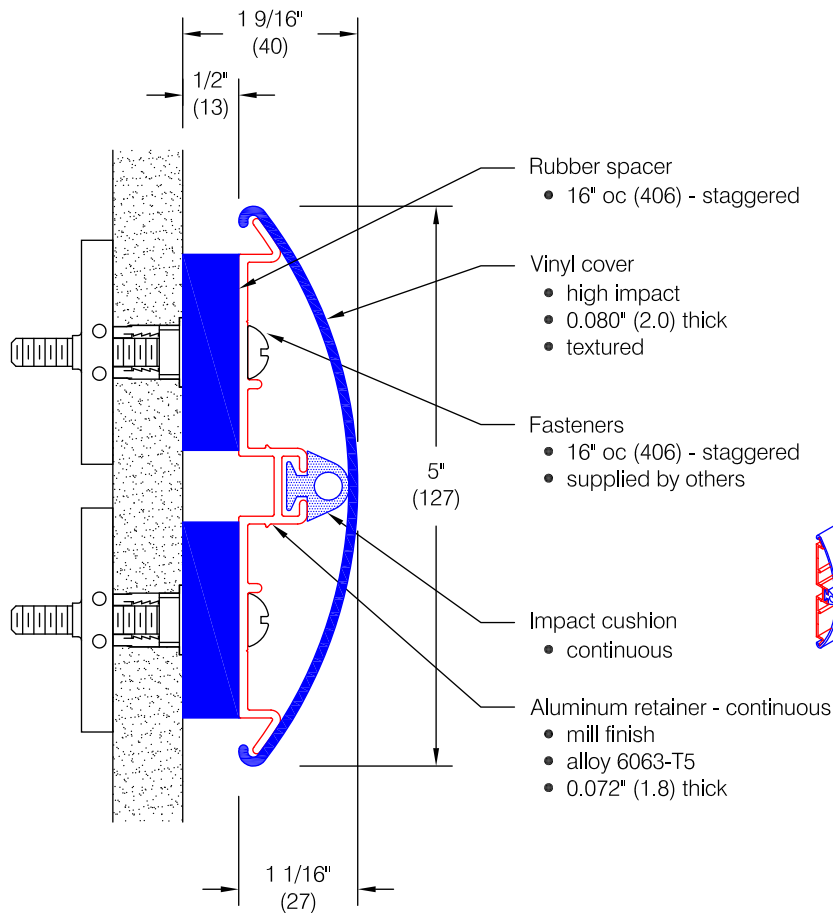 1 9/16"
(40)
1/2"
(13)
Rubber spacer
• 16" oc (406) - staggered
Vinyl cover
• high impact
• 0.080" (2.0) thick
• textured
Fasteners
• 16" oc (406) - staggered
• supplied by others
5"
(127)
Impact cushion
• continuous
Aluminum retainer - continuous
• mill finish
• alloy 6063-T5
• 0.072" (1.8) thick
1 1/16"
(27)